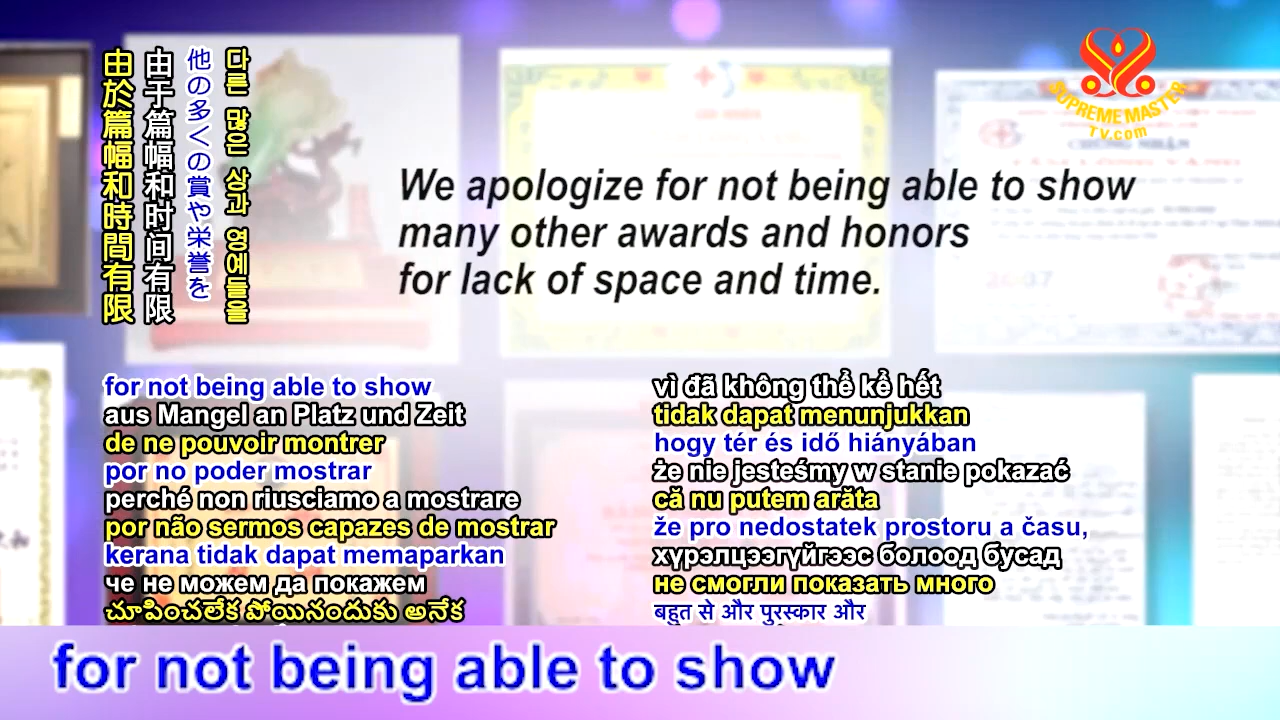 由於篇幅和時間有限
由于篇幅和时间有限
他の多くの賞や栄誉を
다른 많은 상과 영예들을
SUPREME MASTER
TV.com
We apologize for not being able to show
many other awards and honors
for lack of space and time.
for not being able to show
aus Mangel an Platz und Zeit
de ne pouvoir montrer
por no poder mostrar
perché non riusciamo a mostrare
por não sermos capazes de mostrar
kerana tidak dapat memaparkan
че не можем да покажем
చూపించలేక పోయినందుకు అనేక
vì đã không thể kể hết
tidak dapat menunjukkan
hogy tér és idő hiányában
że nie jesteśmy w stanie pokazać
că nu putem arăta
že pro nedostatek prostoru a času,
хүрэлцээгүйгээс болоод бусад
не смогли показать много
बहुत से और पुरस्कार और
for not being able to show